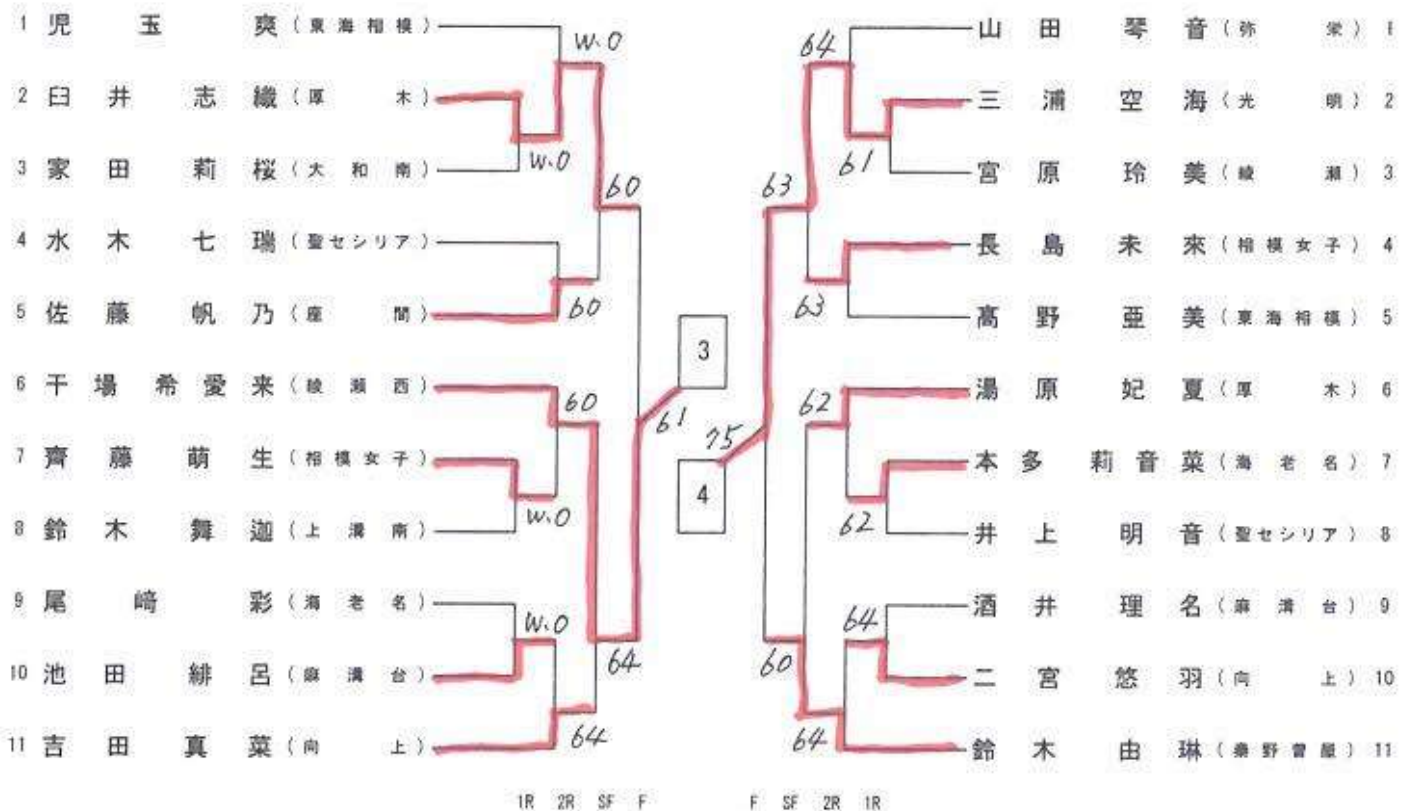 1 児玉爽（東海相模）
2 臼井志織（厚木）
3 家田莉桜（大和南）
4 水木七瑞（聖セシリア）
5 佐藤帆乃（座間）
6 干場希愛来（綾瀬西）
7 齊藤萌生（相模女子）
8 鈴木舞迦（上溝南）
9 尾﨑彩（海老名）
10 池田緋呂（麻溝台）
11 吉田真菜（向上）
W.O
W.O
60
60
60
W.O
W.O
64
64
61
3
4
75
64
61
63
63
62
62
64
60
64
山田琴音（弥栄）1
三浦空海（光明）2
宮原玲美（綾瀬）3
長島未來（相模女子）4
髙野亜美（東海相模）5
湯原妃夏（厚木）6
本多莉音菜（海老名）7
井上明音（聖セシリア）8
酒井理名（麻溝台）9
二宮悠羽（向上）10
鈴木由琳（秦野曽屋）11
1R 2R SF F
F SF 2R 1R